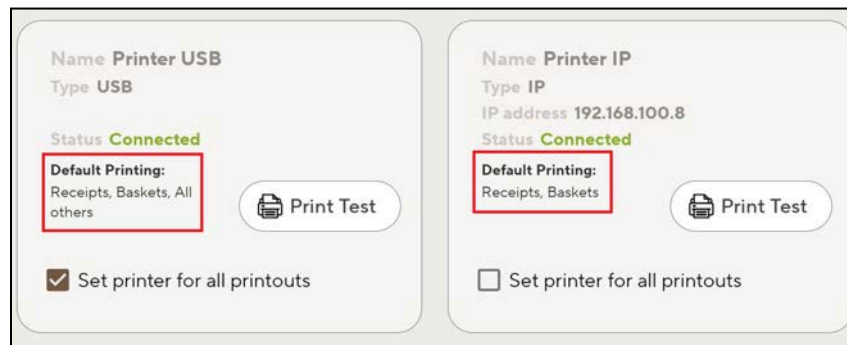 Name Printer USB
Type USB
Status Connected
Default Printing:
Receipts, Baskets, All
others
Print Test
Set printer for all printouts
Name Printer IP
Type IP
IP address 192.168.100.8
Status Connected
Default Printing:
Receipts, Baskets
Print Test
Set printer for all printouts